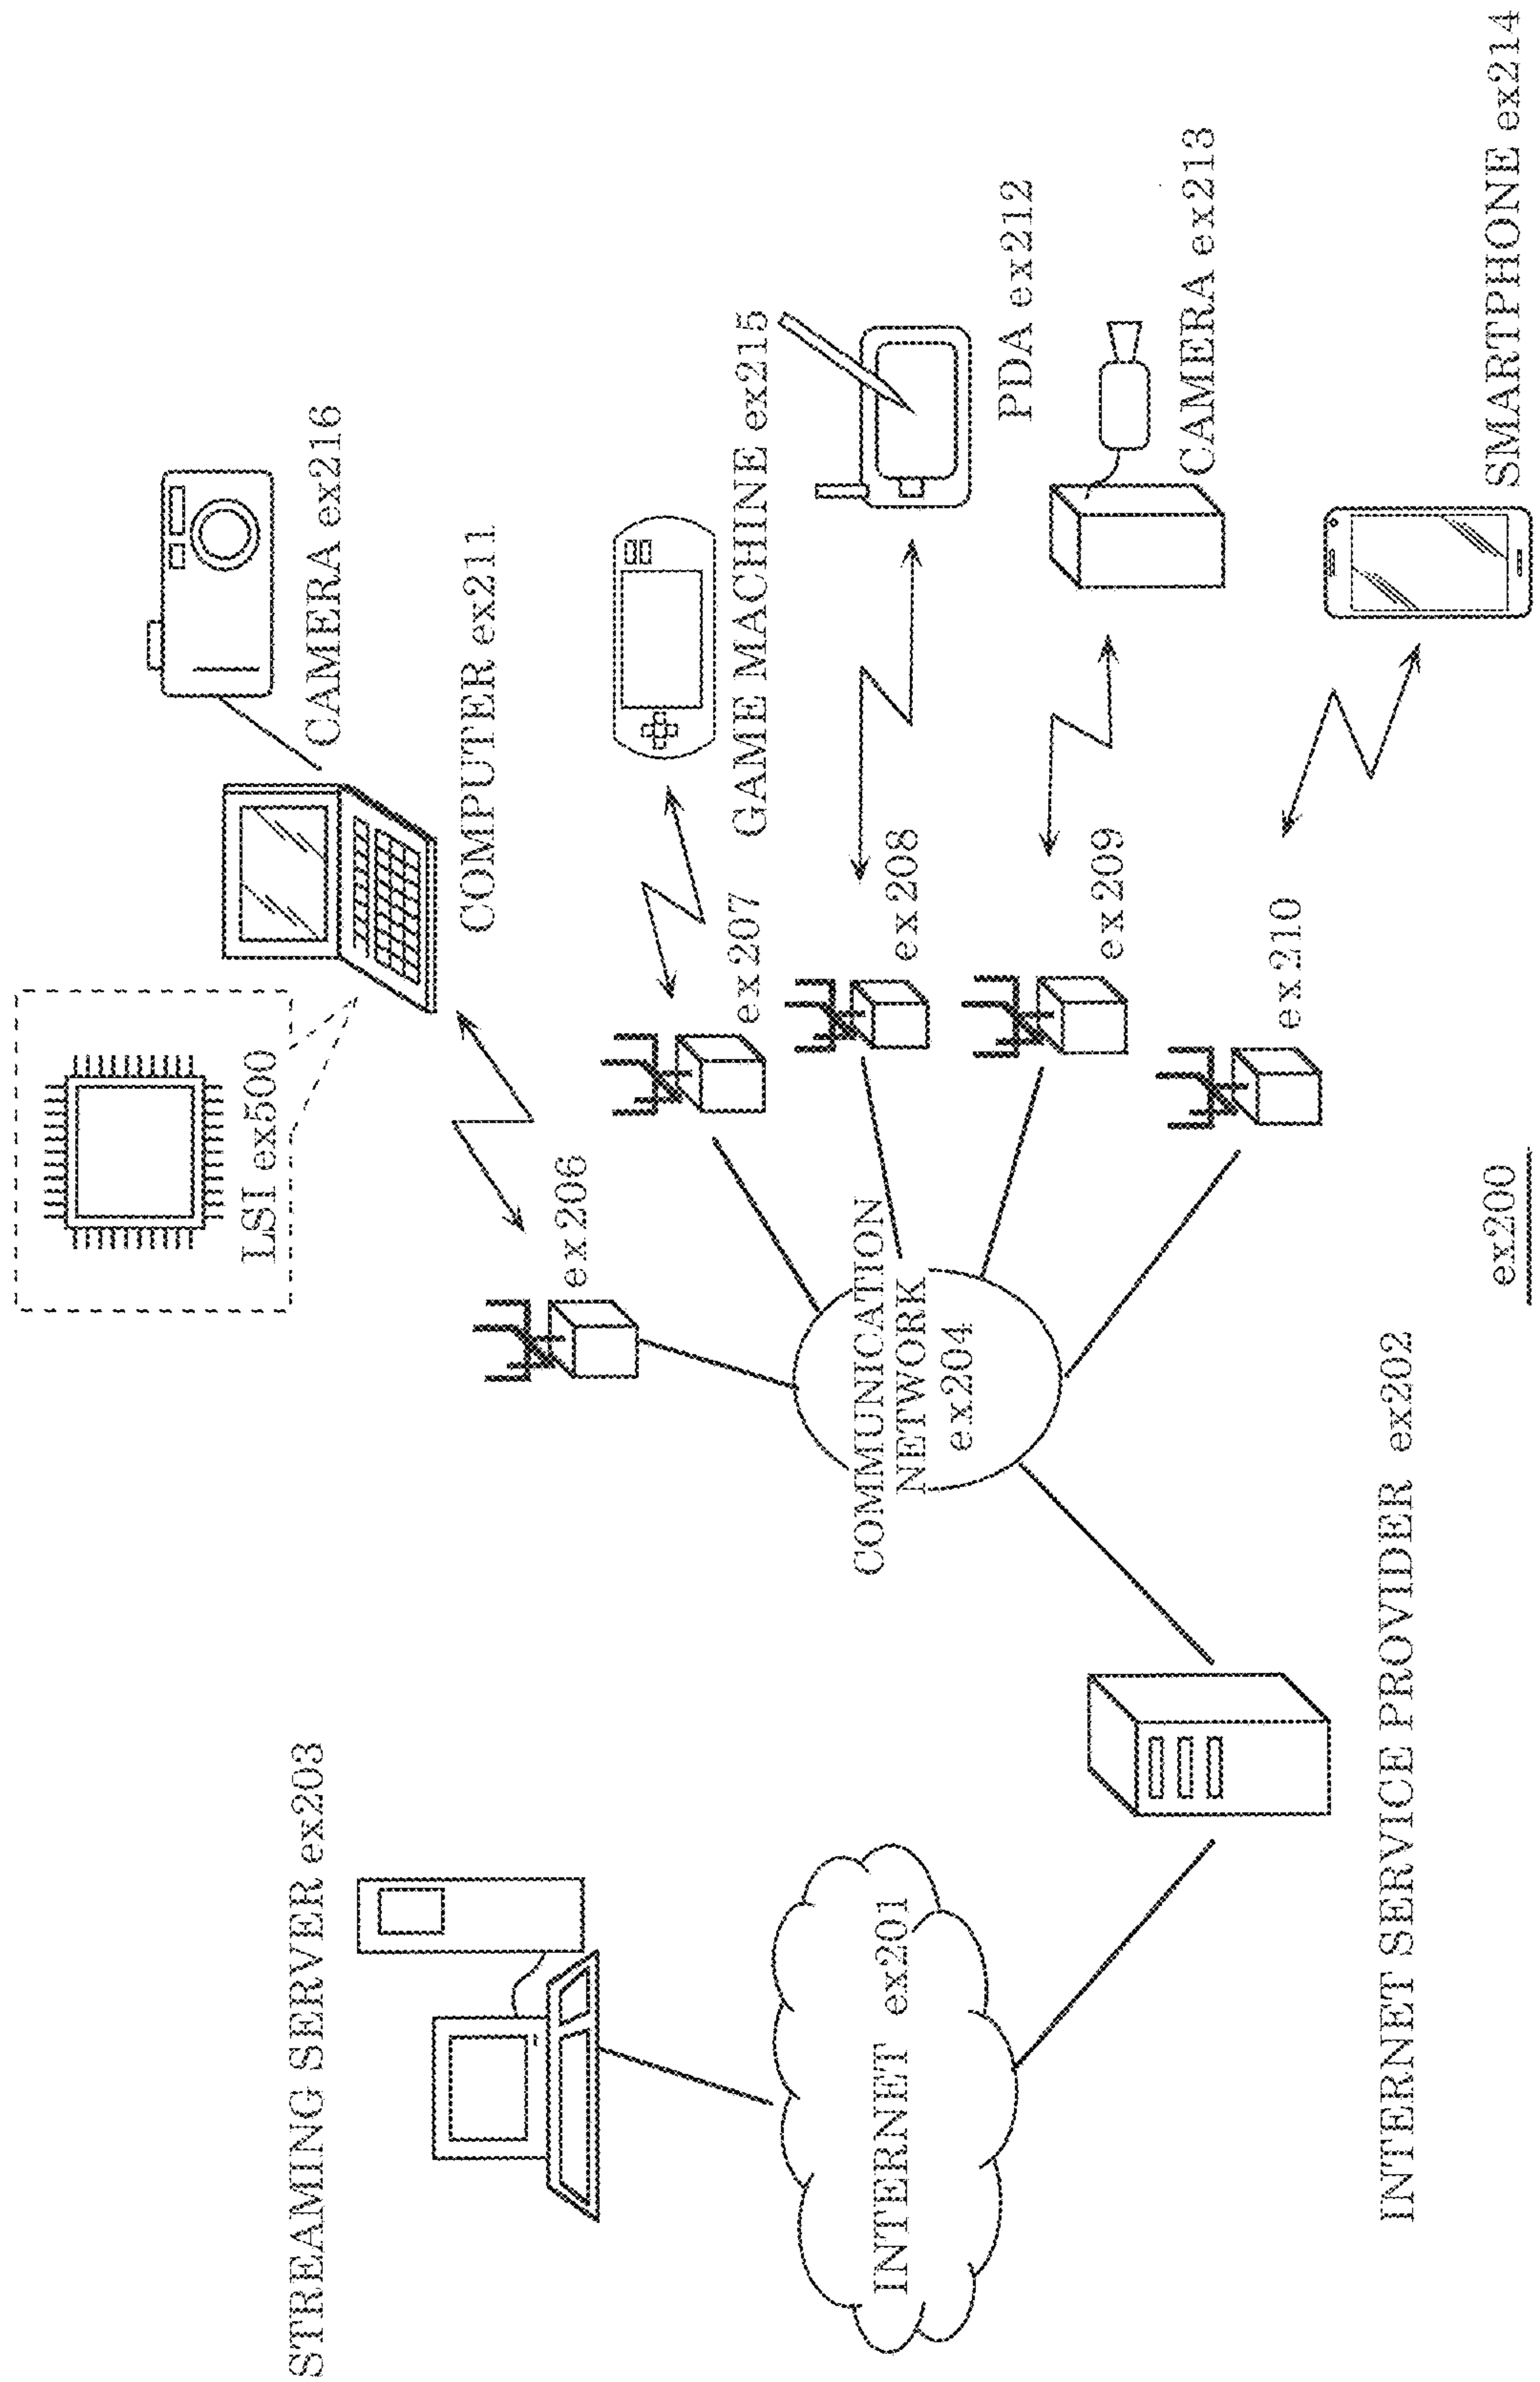 STREAMING SERVER ex203
LSI ex500
CAMERA ex216
COMPUTER ex211
ex206
ex207
GAME MACHINE ex215
INTERNET ex201
COMMUNICATION
NETWORK
ex204
ex208
PDA ex212
ex209
CAMERA ex213
ex210
INTERNET SERVICE PROVIDER ex202
SMARTPHONE ex214
ex200